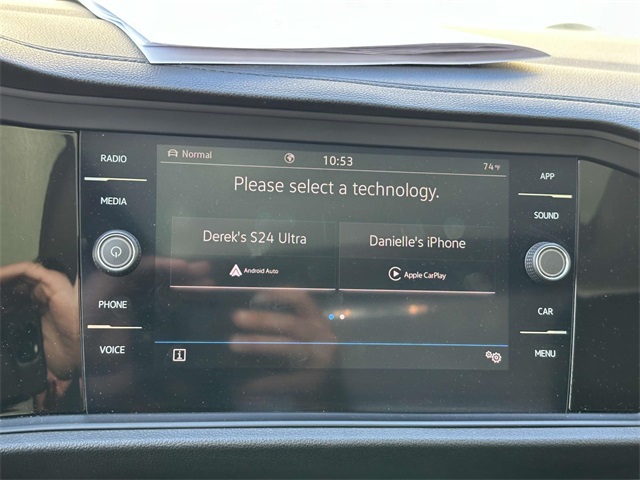 RADIO
MEDIA
PHONE
VOICE
Normal
10:53
74°F
Please select a technology.
Derek's S24 Ultra
Android Auto
Danielle's iPhone
Apple CarPlay
i
APP
SOUND
CAR
MENU